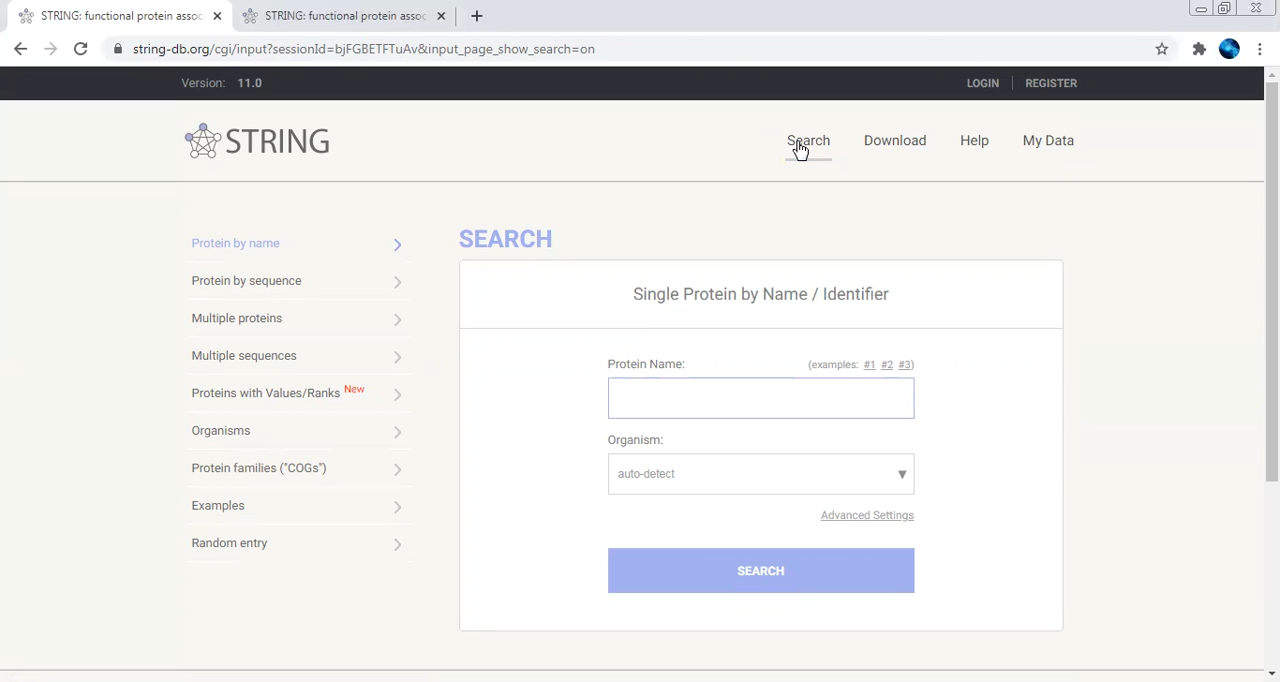 STRING: functional protein assoc
STRING: functional protein assoc
string-db.org/cgi/input?sessionId=bjFGBETFTuAv&input_page_show_search=on
Version: 11.0
LOGIN
REGISTER
STRING
Search
Download
Help
My Data
Protein by name
Protein by sequence
Multiple proteins
Multiple sequences
Proteins with Values/Ranks New
Organisms
Protein families ("COGs")
Examples
Random entry
SEARCH
Single Protein by Name / Identifier
Protein Name: (examples: #1 #2 #3)
Organism:
auto-detect
Advanced Settings
SEARCH